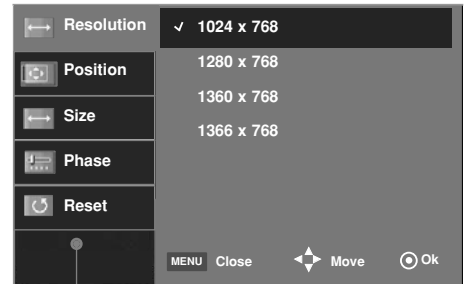 Resolution
✓ 1024 x 768
Position
1280 x 768
1360 x 768
Size
1366 x 768
Phase
Reset
MENU Close Move Ok